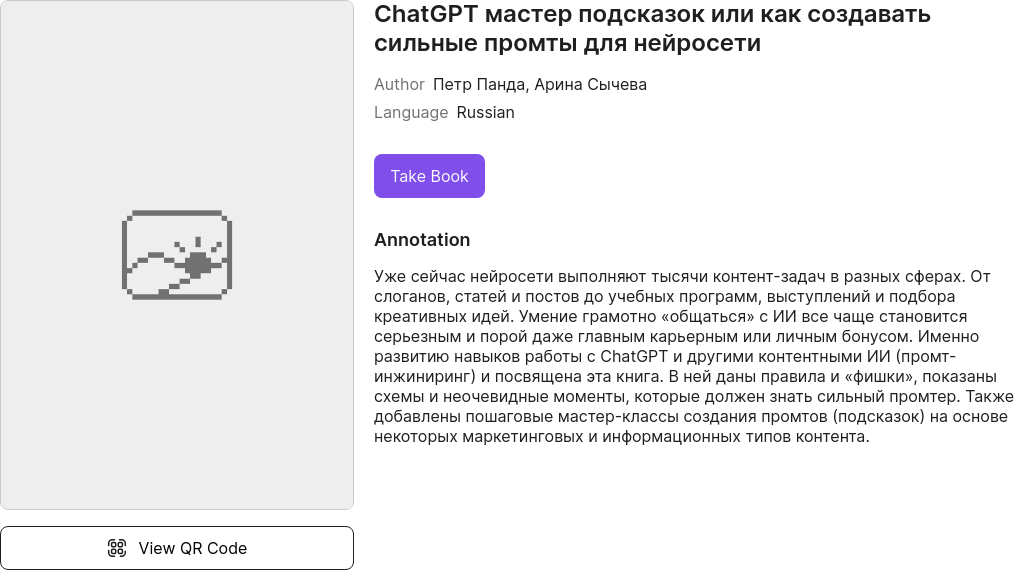 ChatGPT мастер подсказок или как создавать
сильные промты для нейросети
Author Петр Панда, Арина Сычева
Language Russian
Take Book
Annotation
Уже сейчас нейросети выполняют тысячи контент-задач в разных сферах. От
слоганов, статей и постов до учебных программ, выступлений и подбора
креативных идей. Умение грамотно «общаться» с ИИ все чаще становится
серьезным и порой даже главным карьерным или личным бонусом. Именно
развитию навыков работы с ChatGPT и другими контентными ИИ (промт-
инжиниринг) и посвящена эта книга. В ней даны правила и «фишки», показаны
схемы и неочевидные моменты, которые должен знать сильный промтер. Также
добавлены пошаговые мастер-классы создания промтов (подсказок) на основе
некоторых маркетинговых и информационных типов контента.
View QR Code